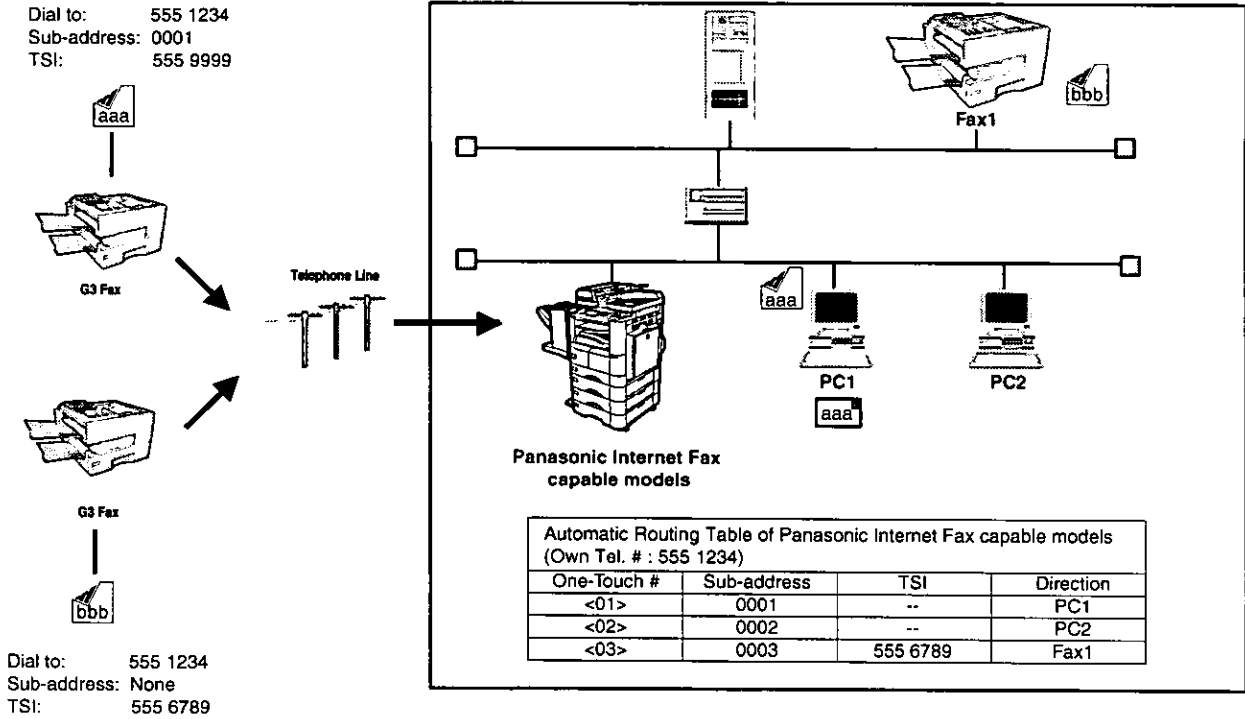 Dial to: 555 1234
Sub-address: 0001
TSI: 555 9999
aaa
G3 Fax
Telephone Line
G3 Fax
bbb
Dial to: 555 1234
Sub-address: None
TSI: 555 6789
bbb
Fax1
aaa
PC1
PC2
aaa
Panasonic Internet Fax
capable models
Automatic Routing Table of Panasonic Internet Fax capable models
(Own Tel. # : 555 1234)
One-Touch # Sub-address TSI Direction
<01> 0001 -- PC1
<02> 0002 -- PC2
<03> 0003 555 6789 Fax1